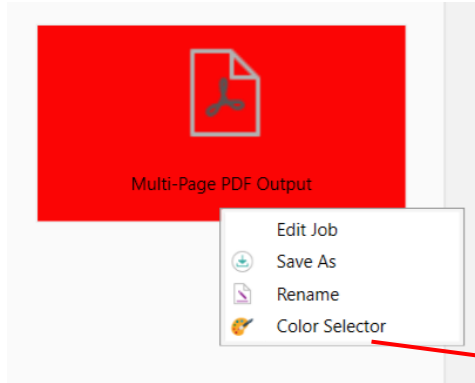 Multi-Page PDF Output
Edit Job
Save As
Rename
Color Selector